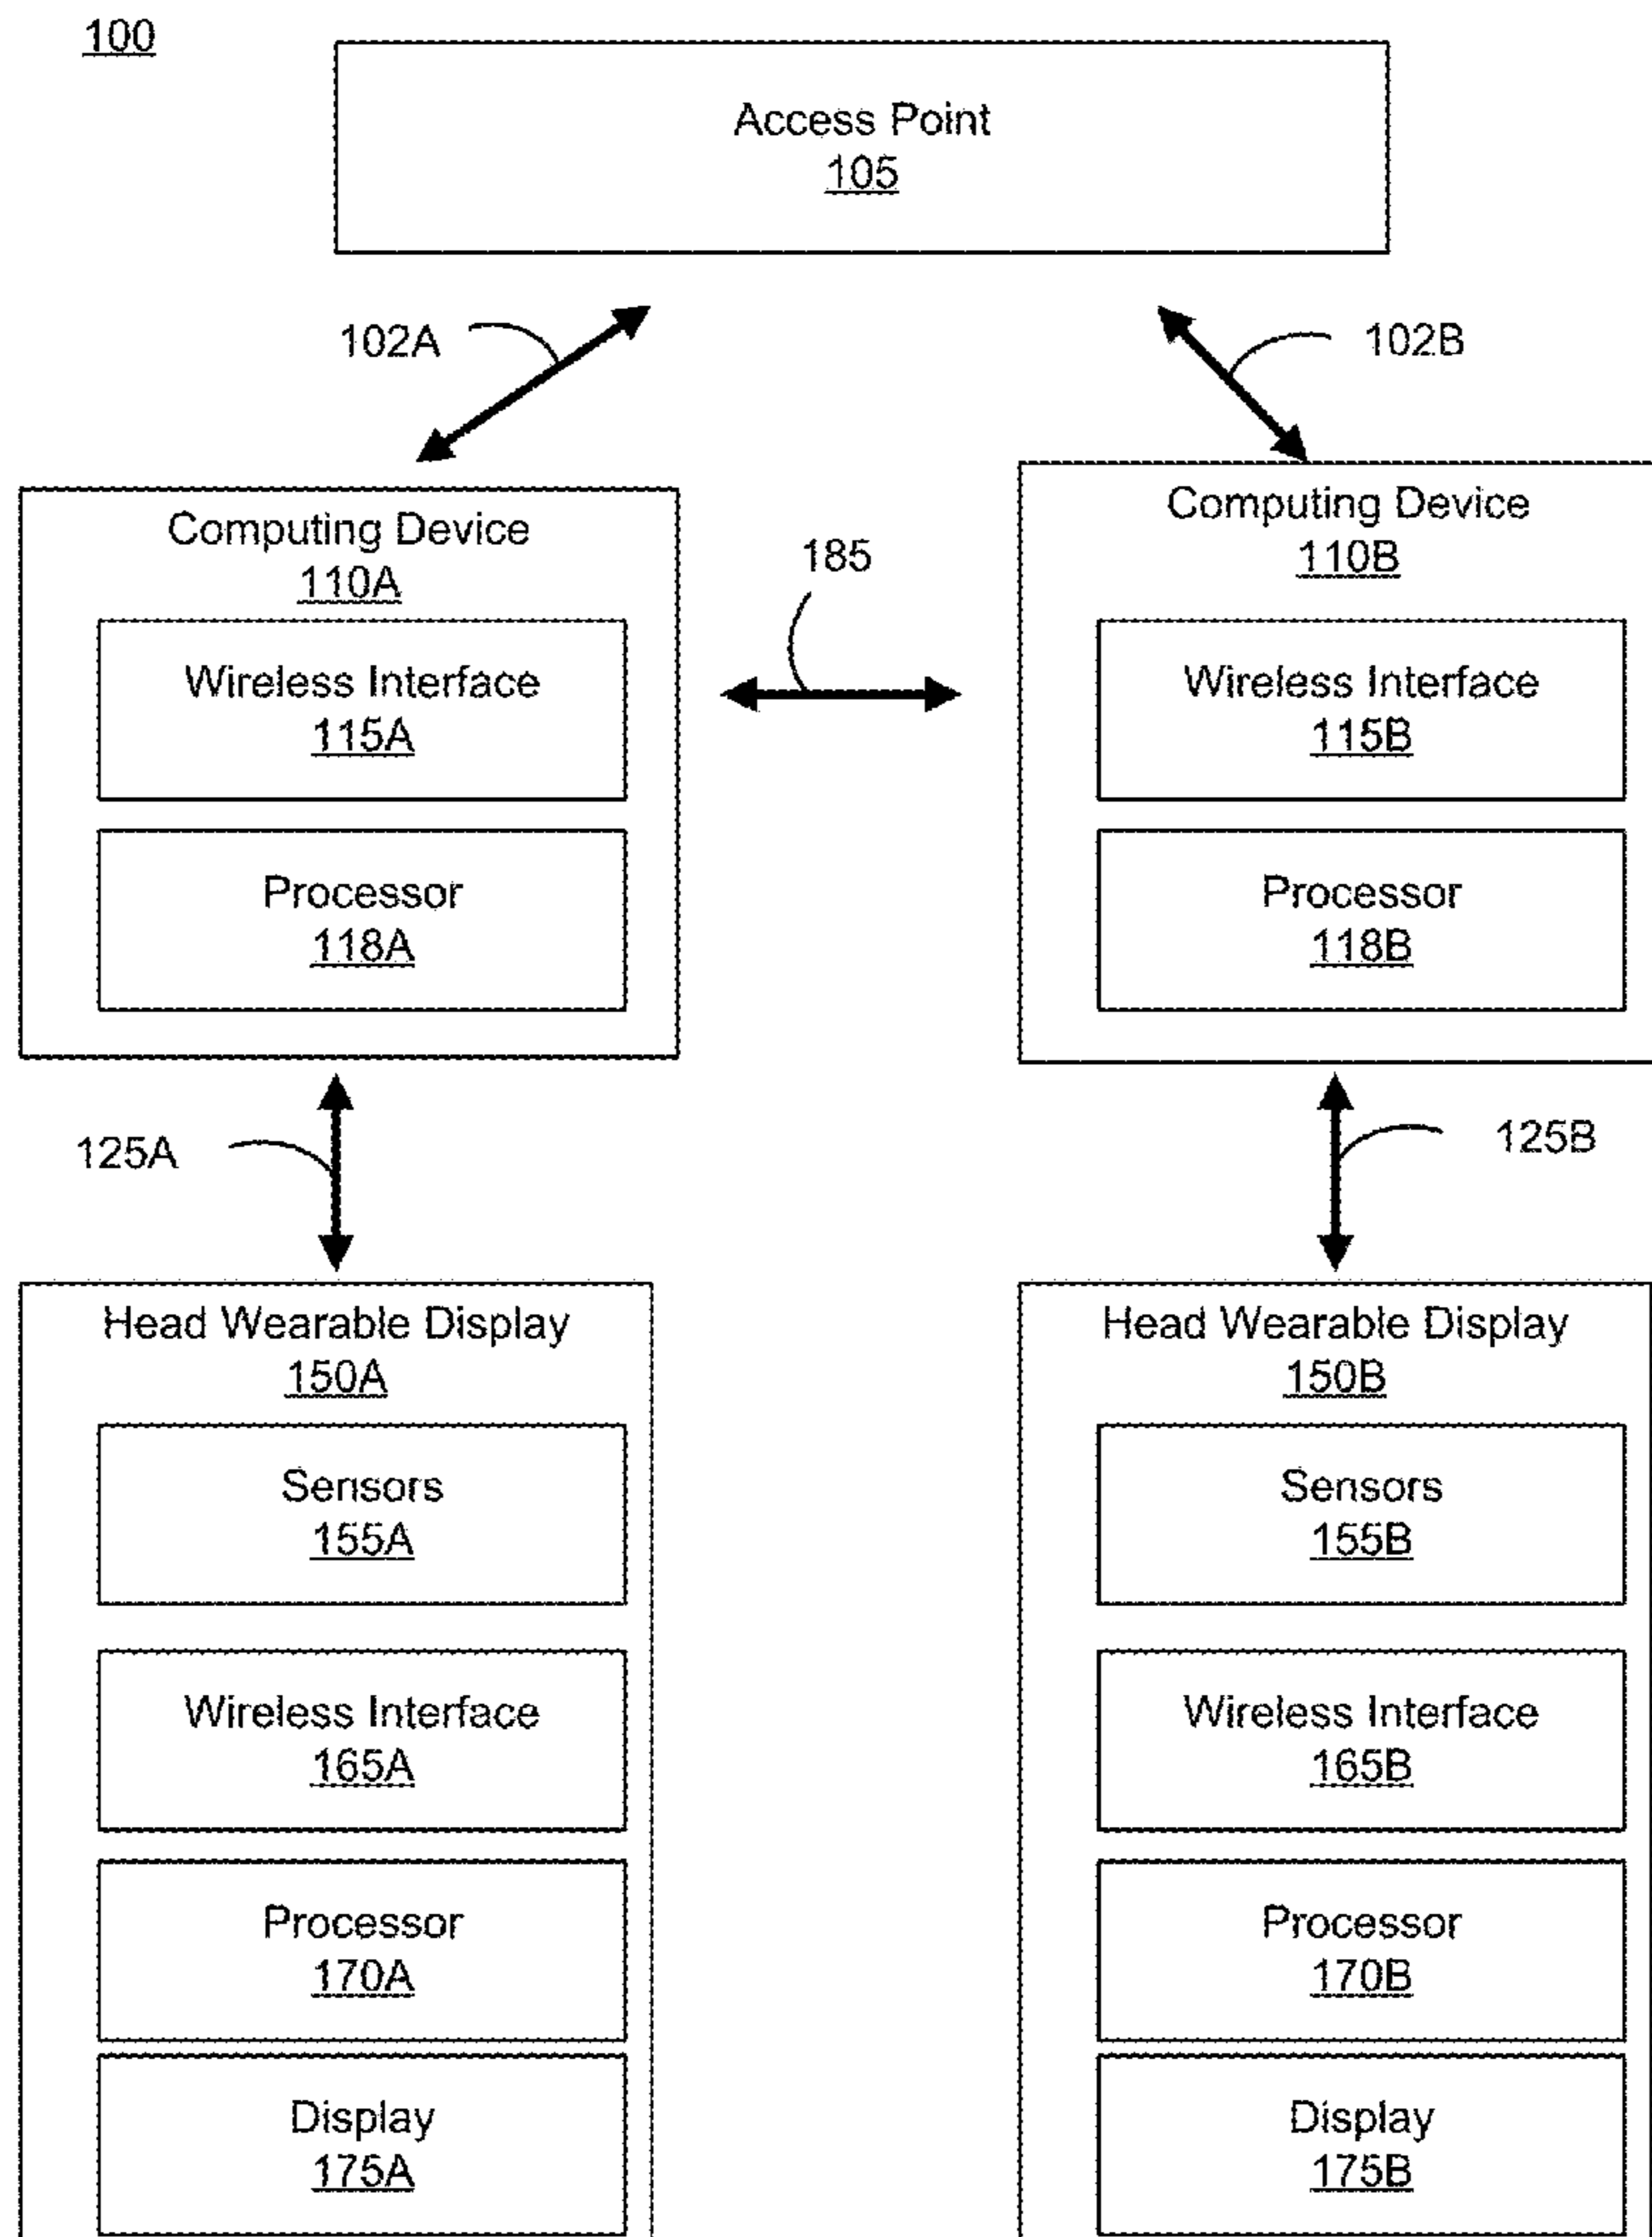 100
Access Point
105
102A
102B
Computing Device
110A
Wireless Interface
115A
Processor
118A
185
Computing Device
110B
Wireless Interface
115B
Processor
118B
125A
125B
Head Wearable Display
150A
Sensors
155A
Wireless Interface
165A
Processor
170A
Display
175A
Head Wearable Display
150B
Sensors
155B
Wireless Interface
165B
Processor
170B
Display
175B